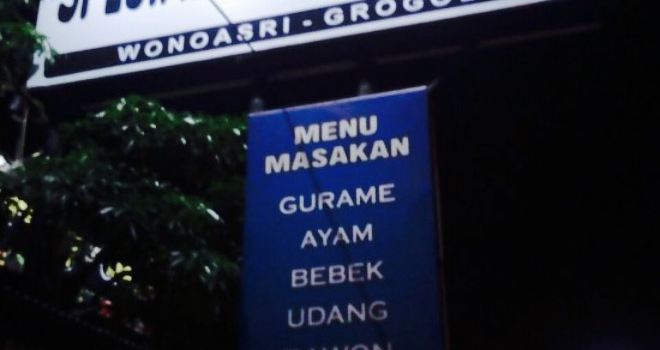 WONOASRI - GROGOL
MENU
MASAKAN
GURAME
AYAM
BEBEK
UDANG